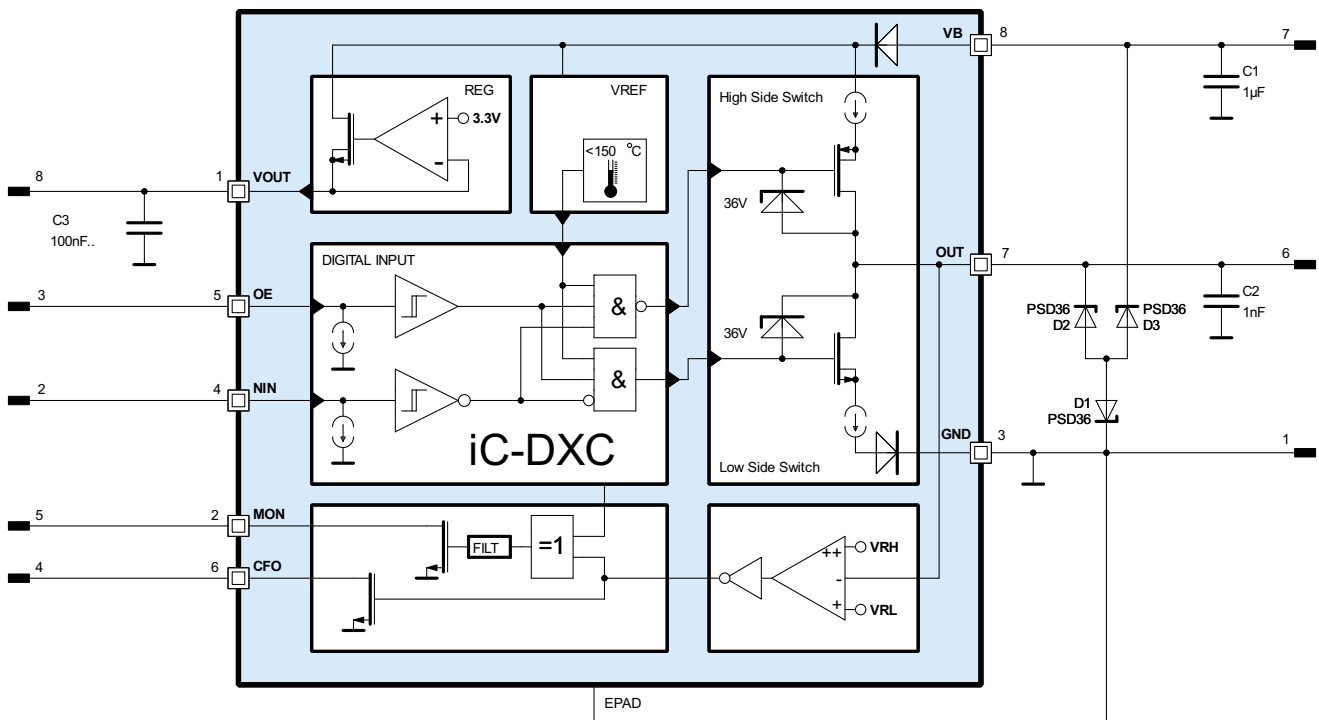 VB
8
7
REG
VREF
High Side Switch
C1
1µF
+
3.3V
-
<150 °C
8
1
VOUT
36V
C3
100nF..
DIGITAL INPUT
OUT
7
6
3
5
OE
&
36V
PSD36
D2
PSD36
D3
C2
1nF
2
4
NIN
&
D1
PSD36
iC-DXC
GND
3
1
Low Side Switch
5
2
MON
FILT
=1
++
VRH
-
4
6
CFO
+
VRL
EPAD